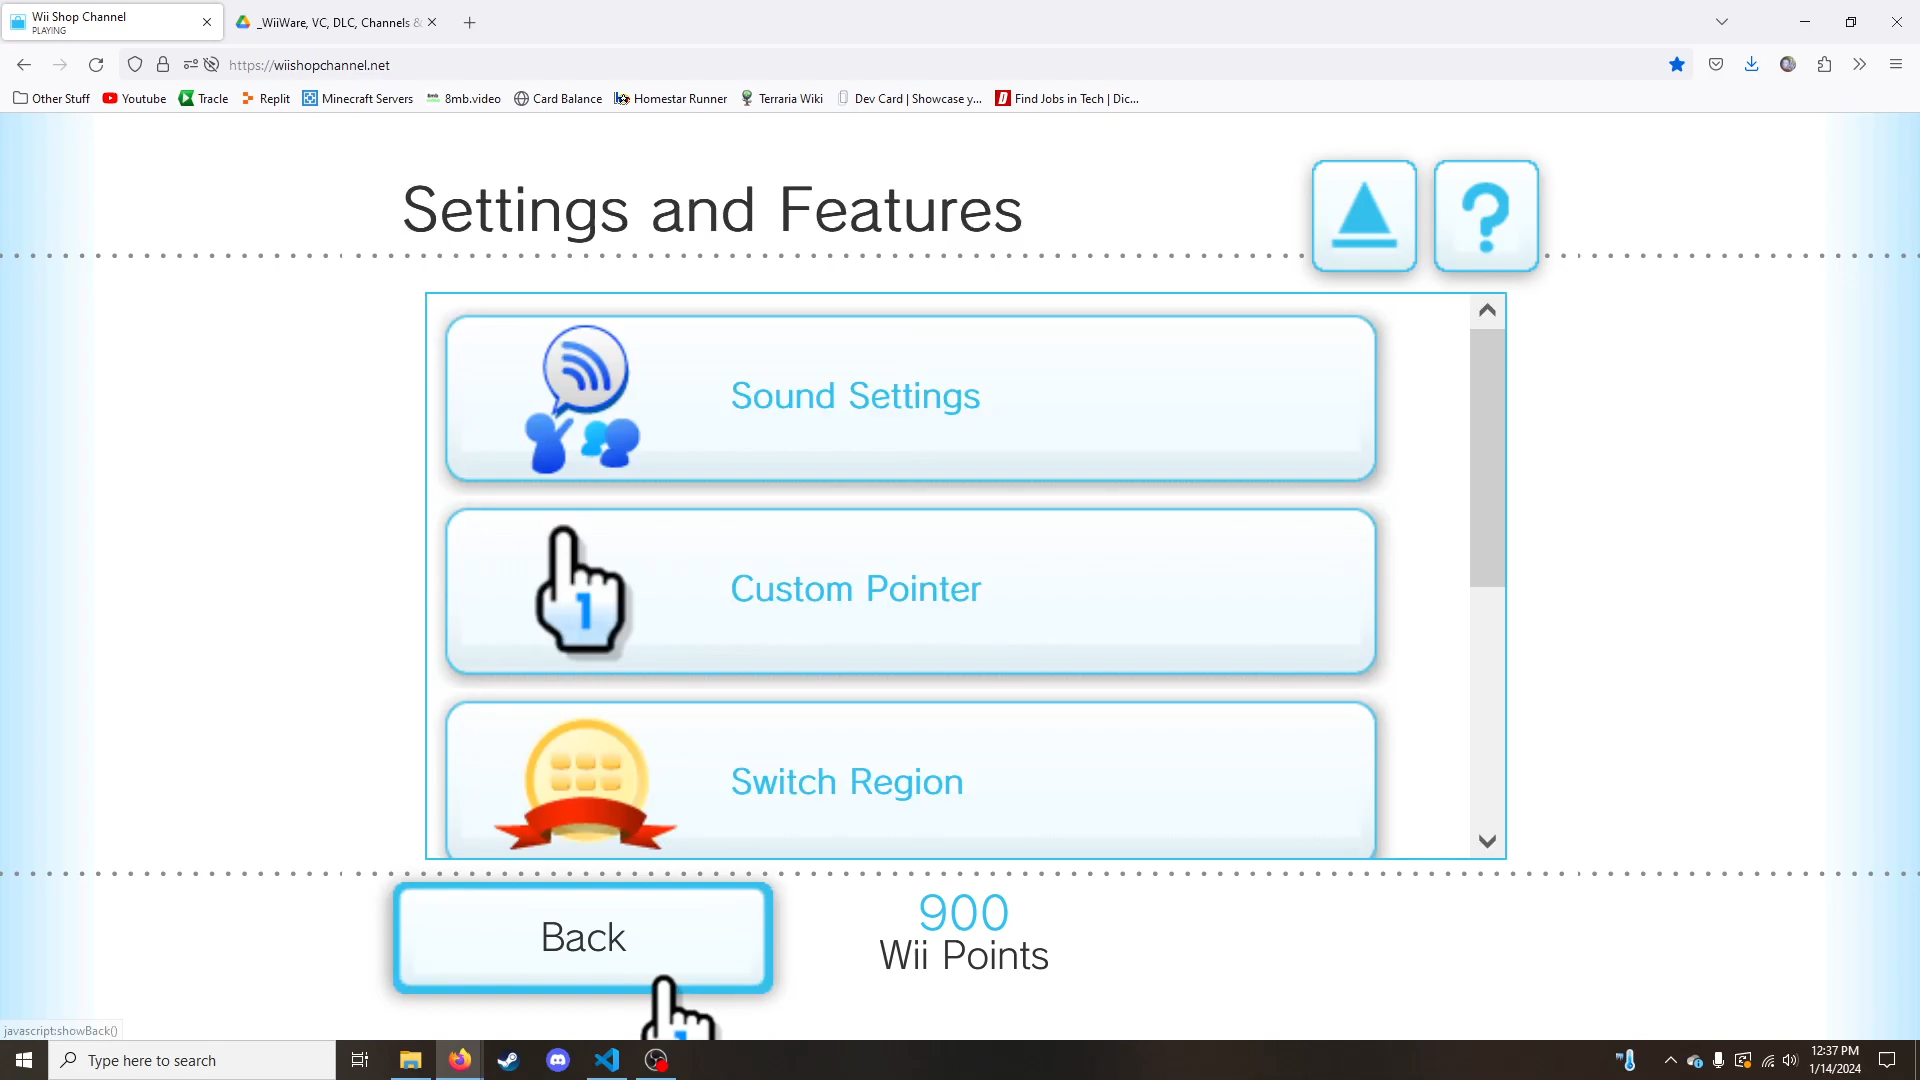 Wii Shop Channel
PLAYING
_WiiWare, VC, DLC, Channels &
https://wiishopchannel.net
Other Stuff Youtube Tracle Replit Minecraft Servers 8mb.video Card Balance Homestar Runner Terraria Wiki Dev Card | Showcase y... Find Jobs in Tech | Dic...
Settings and Features
?
Sound Settings
1
Custom Pointer
Switch Region
Back
900
Wii Points
javascript:showBack()
Type here to search
12:37 PM
1/14/2024